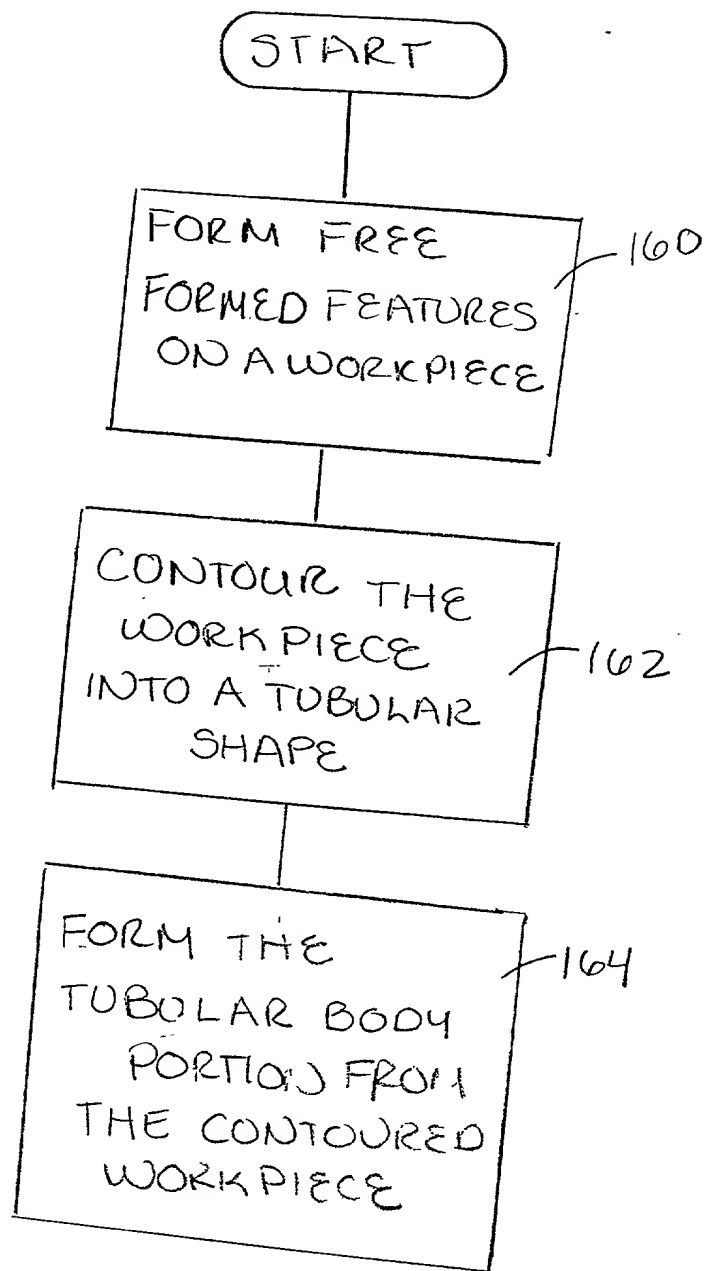 START
FORM FREE
FORMED FEATURES
ON A WORKPIECE
160
CONTOUR THE
WORKPIECE
INTO A TUBULAR
SHAPE
162
FORM THE
TUBULAR BODY
PORTION FROM
THE CONTOURED
WORKPIECE
164